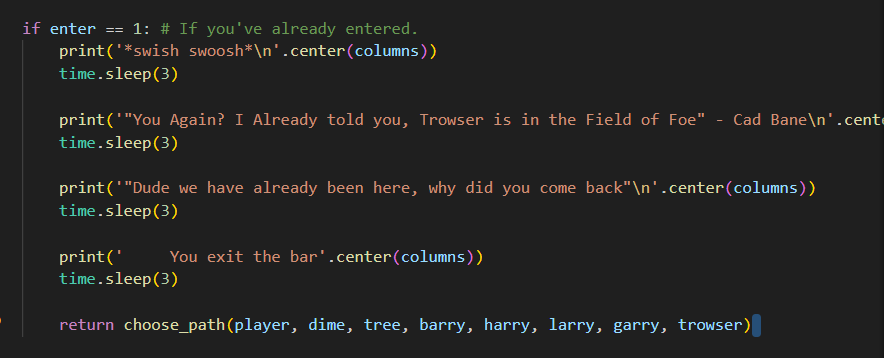 if enter == 1: # If you've already entered.
    print('*swish swoosh*\n'.center(columns))
    time.sleep(3)

    print('"You Again? I Already told you, Trowser is in the Field of Foe" - Cad Bane\n'.cent
    time.sleep(3)

    print('"Dude we have already been here, why did you come back"\n'.center(columns))
    time.sleep(3)

    print('     You exit the bar'.center(columns))
    time.sleep(3)

    return choose_path(player, dime, tree, barry, harry, larry, garry, trowser)